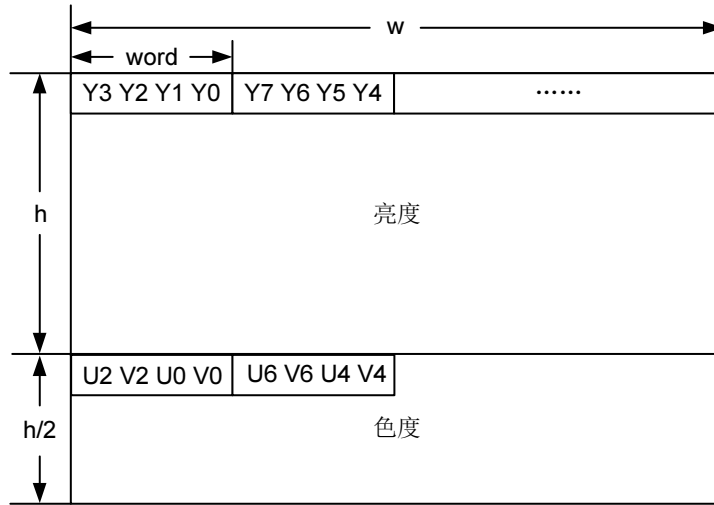 w
word
Y3 Y2 Y1 Y0 Y7 Y6 Y5 Y4 ……
h
亮度
U2 V2 U0 V0 U6 V6 U4 V4
h/2
色度